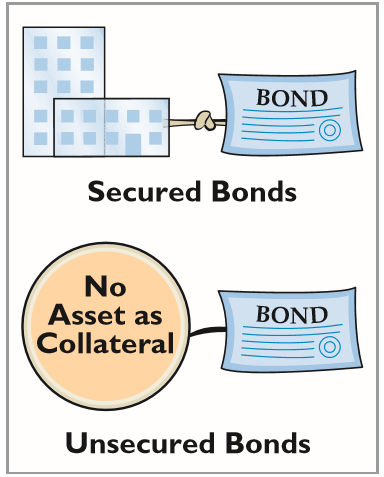 BOND
Secured Bonds
No
Asset as
Collateral
BOND
Unsecured Bonds